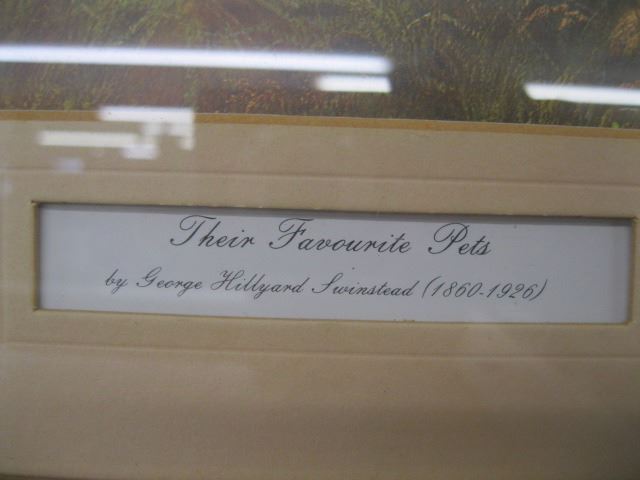 Their Favourite Pets
by George Hillyard Swinstead (1860-1926)